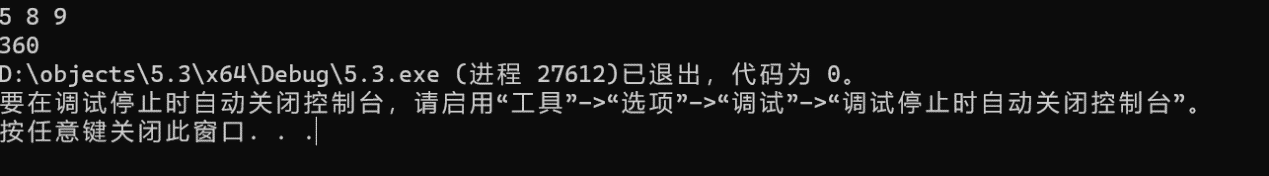 5 8 9
360
D:\objects\5.3\x64\Debug\5.3.exe (进程 27612)已退出，代码为 0。
要在调试停止时自动关闭控制台，请启用“工具”->“选项”->“调试”->“调试停止时自动关闭控制台”。
按任意键关闭此窗口. . .